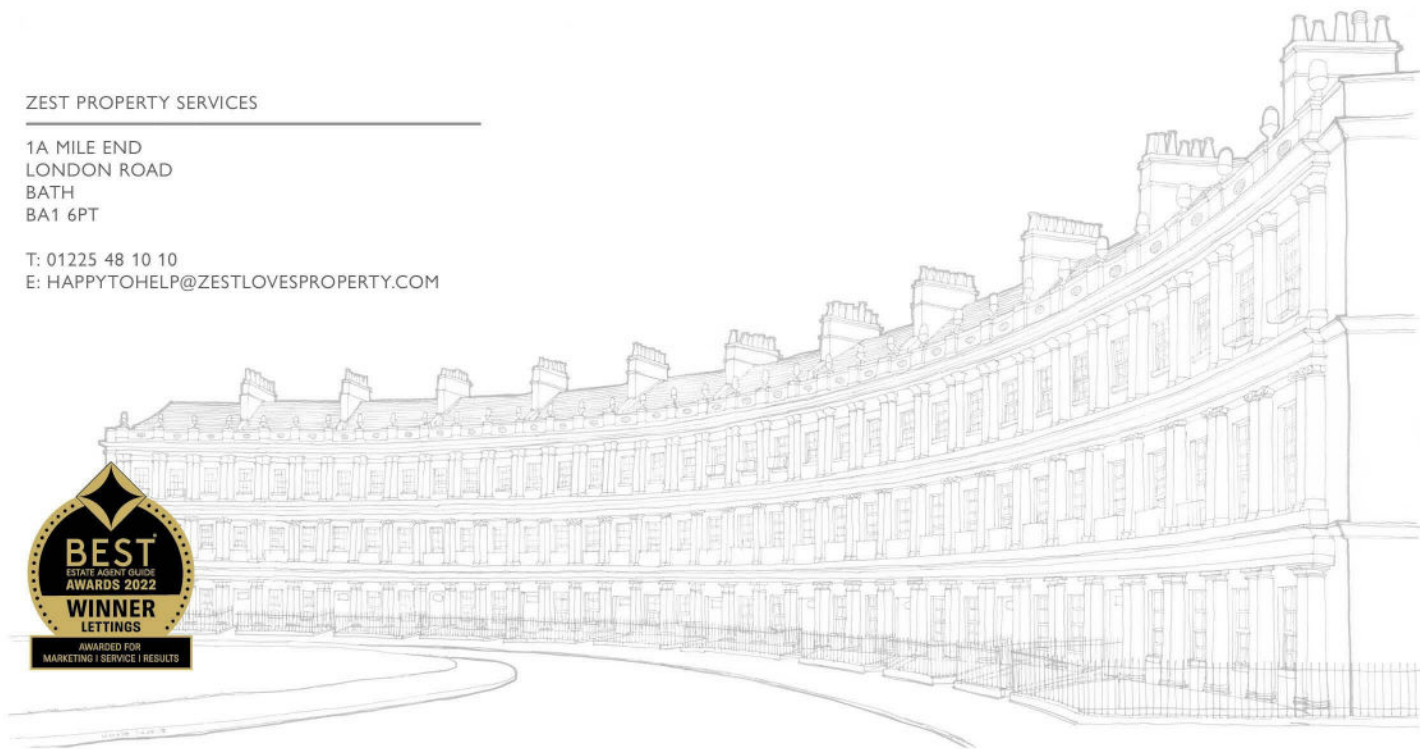 ZEST PROPERTY SERVICES
1A MILE END
LONDON ROAD
BATH
BA1 6PT
T: 01225 48 10 10
E: HAPPYTOHELP@ZESTLOVESPROPERTY.COM
BEST
ESTATE AGENT GUIDE
AWARDS 2022
WINNER
LETTINGS
AWARDED FOR
MARKETING | SERVICE | RESULTS